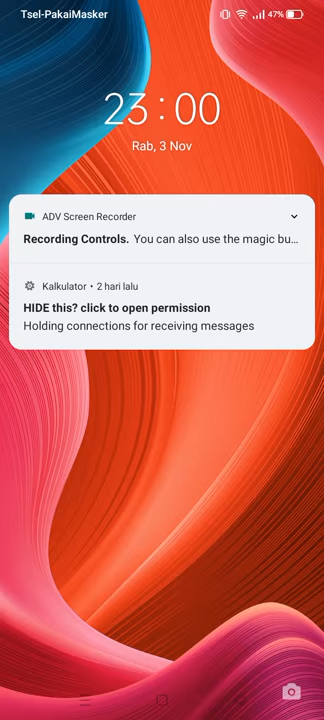 Tsel-PakaiMasker
47%
23:00
Rab, 3 Nov
ADV Screen Recorder
Recording Controls. You can also use the magic bu...
Kalkulator • 2 hari lalu
HIDE this? click to open permission
Holding connections for receiving messages